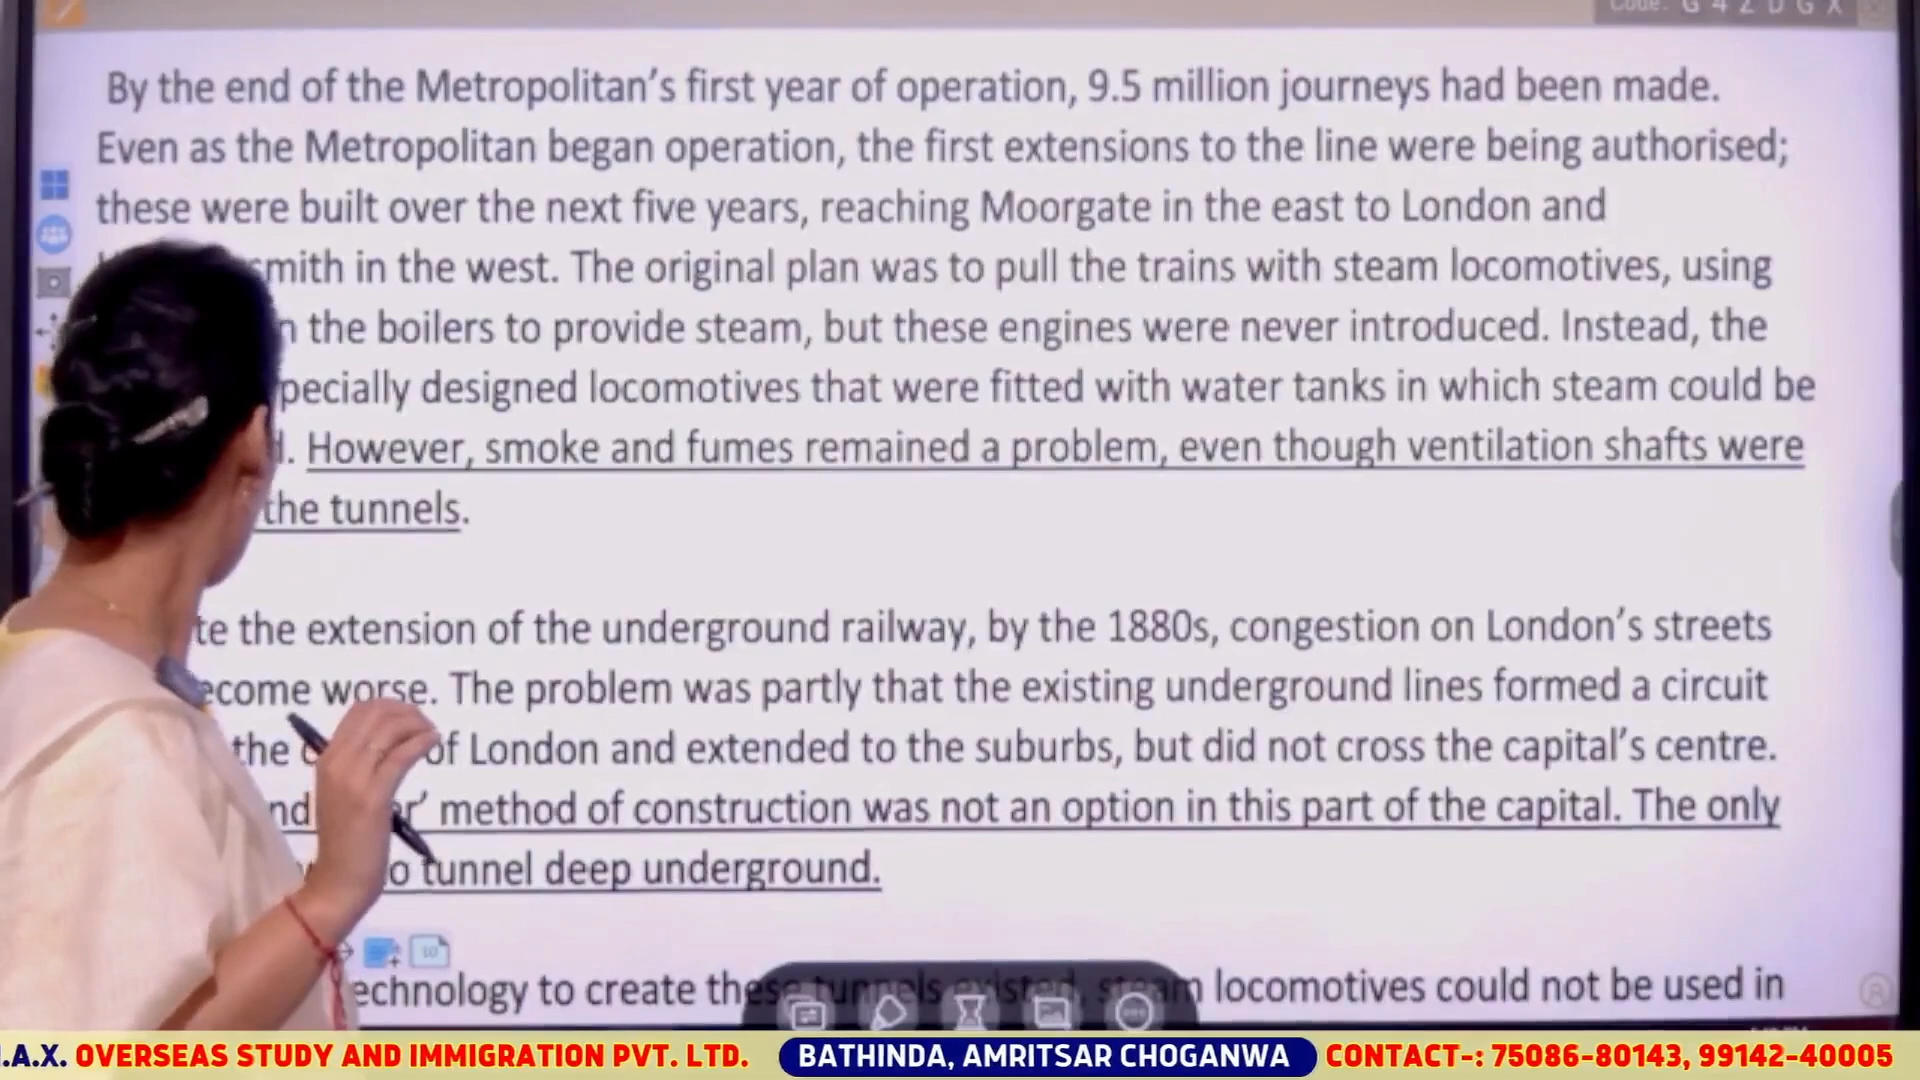 Code: G 4 Z D G X
By the end of the Metropolitan's first year of operation, 9.5 million journeys had been made.
Even as the Metropolitan began operation, the first extensions to the line were being authorised;
these were built over the next five years, reaching Moorgate in the east to London and
smith in the west. The original plan was to pull the trains with steam locomotives, using
the boilers to provide steam, but these engines were never introduced. Instead, the
pecially designed locomotives that were fitted with water tanks in which steam could be
However, smoke and fumes remained a problem, even though ventilation shafts were
the tunnels.
te the extension of the underground railway, by the 1880s, congestion on London's streets
ecome worse. The problem was partly that the existing underground lines formed a circuit
the of London and extended to the suburbs, but did not cross the capital's centre.
nd r' method of construction was not an option in this part of the capital. The only
o tunnel deep underground.
echnology to create these tunnels existed, steam locomotives could not be used in
.A.X. OVERSEAS STUDY AND IMMIGRATION PVT. LTD. BATHINDA, AMRITSAR CHOGANWA CONTACT-: 75086-80143, 99142-40005